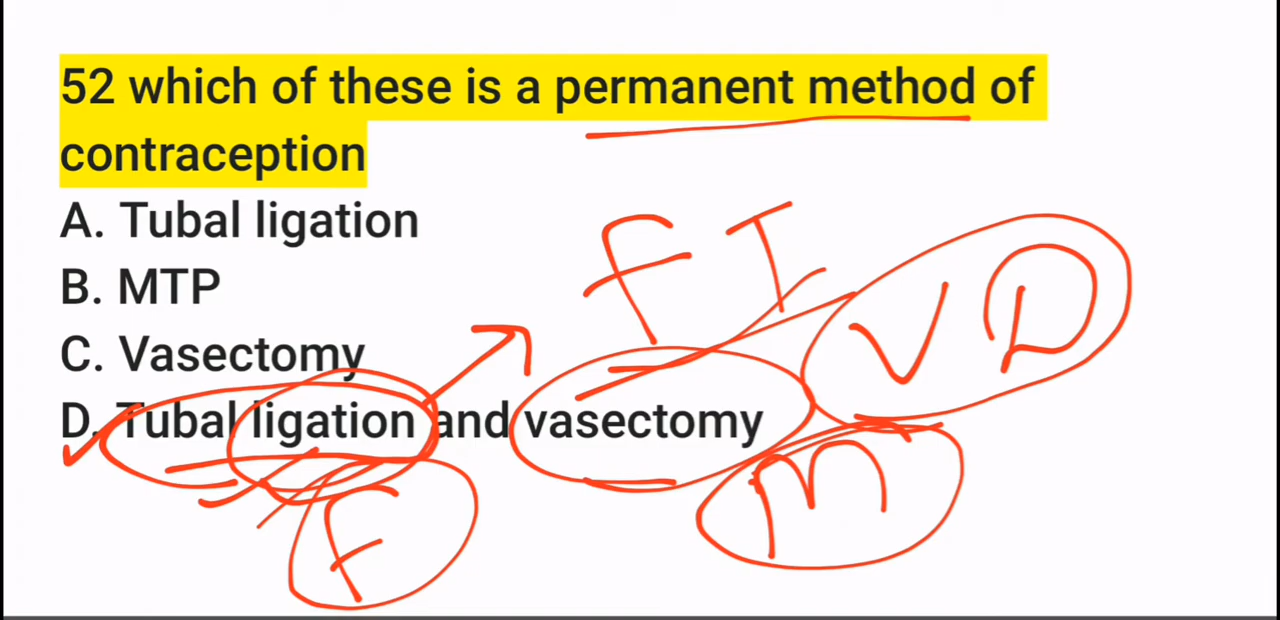 52 which of these is a permanent method of
contraception
A. Tubal ligation
B. MTP
C. Vasectomy
D. Tubal ligation and vasectomy
F T
V D
F
M